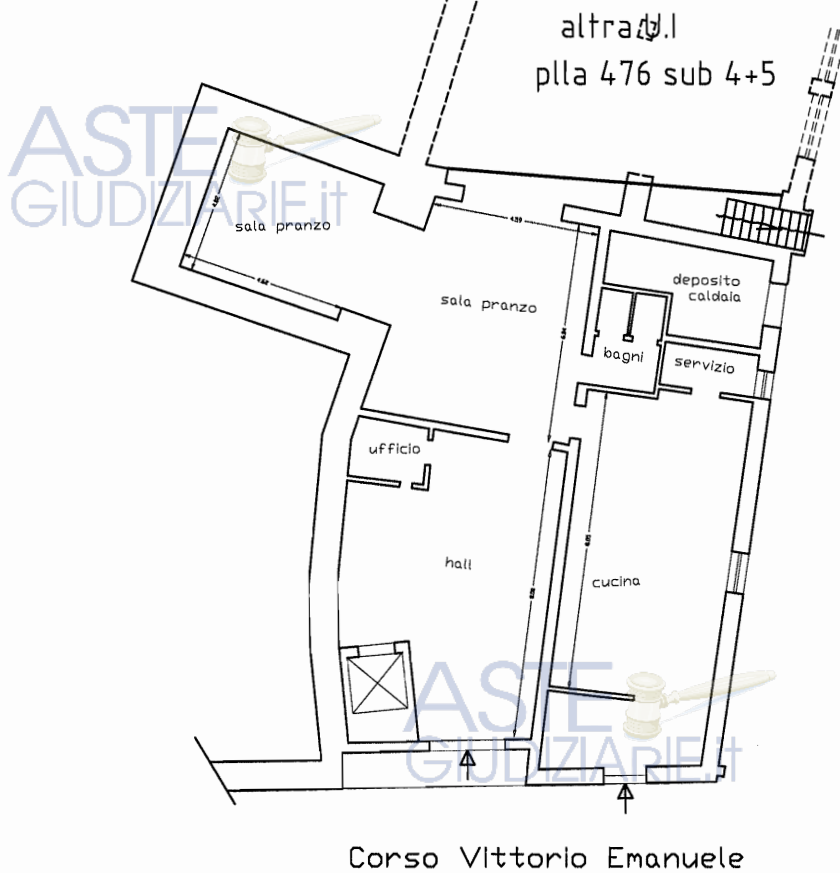 altra U.I
plla 476 sub 4+5
ASTE
GIUDIZIARIE.it
sala pranzo
sala pranzo
deposito
caldaia
bagni
servizio
ufficio
hall
cucina
ASTE
GIUDIZIARIE.it
Corso Vittorio Emanuele